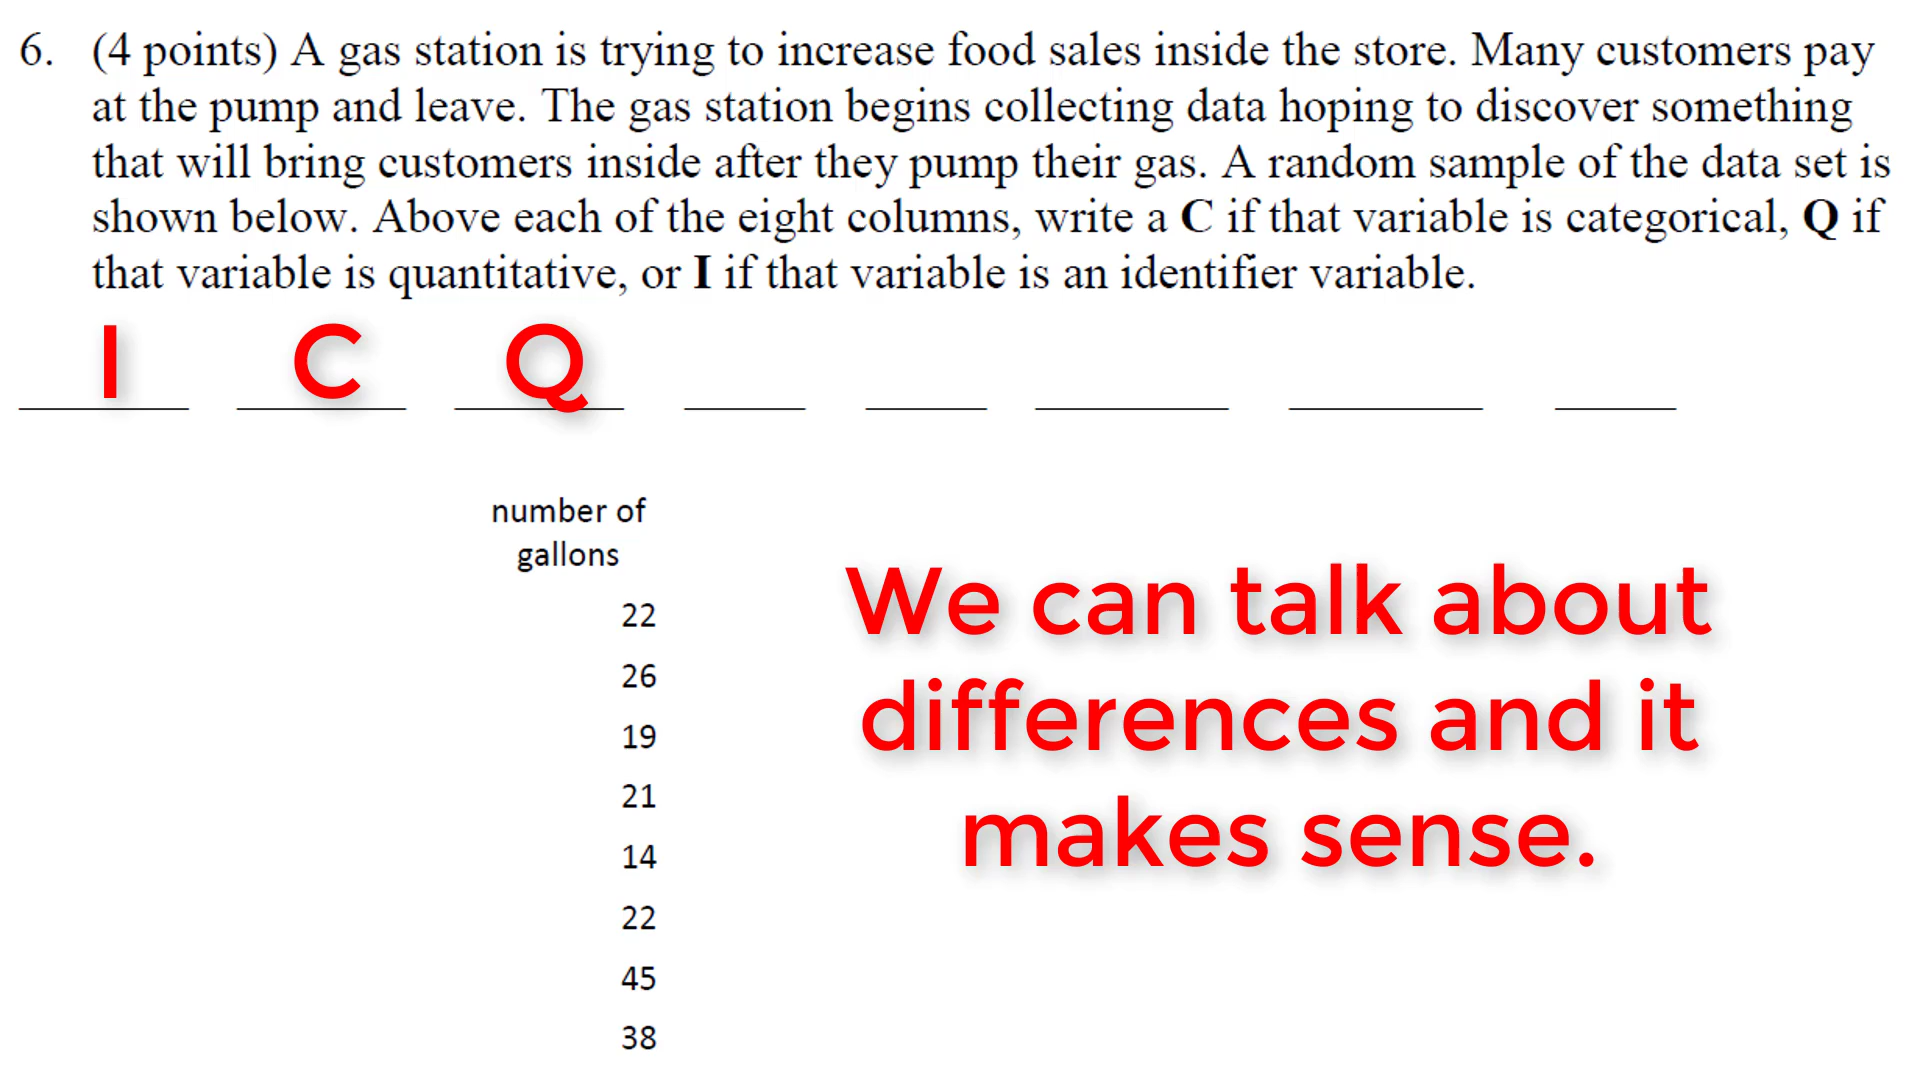 6. (4 points) A gas station is trying to increase food sales inside the store. Many customers pay
at the pump and leave. The gas station begins collecting data hoping to discover something
that will bring customers inside after they pump their gas. A random sample of the data set is
shown below. Above each of the eight columns, write a C if that variable is categorical, Q if
that variable is quantitative, or I if that variable is an identifier variable.
I C Q
number of
gallons
22
26
19
21
14
22
45
38
We can talk about
differences and it
makes sense.